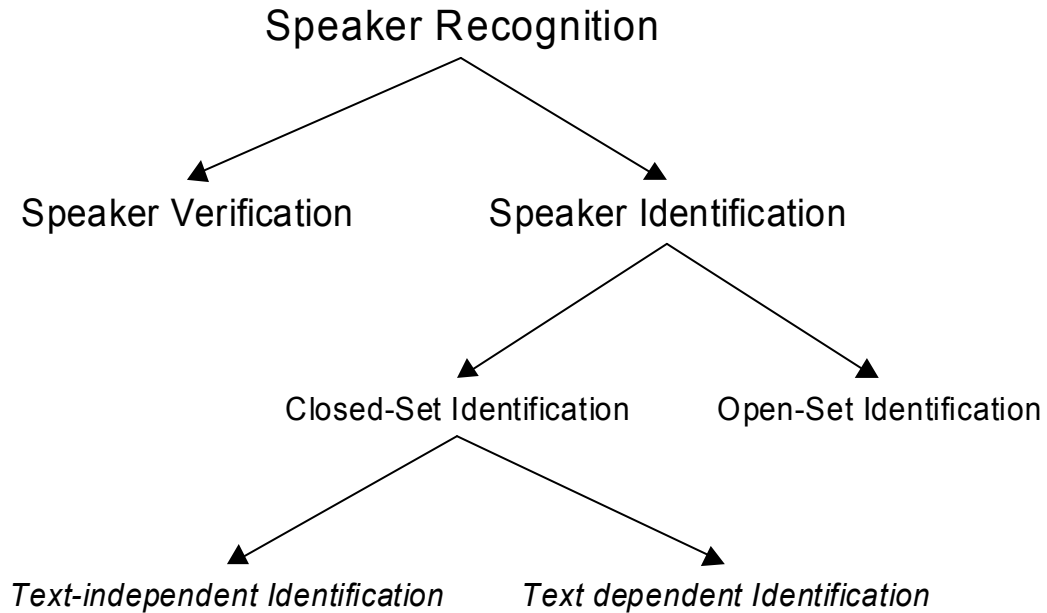 Speaker Recognition
Speaker Verification
Speaker Identification
Closed-Set Identification
Open-Set Identification
Text-independent Identification
Text dependent Identification